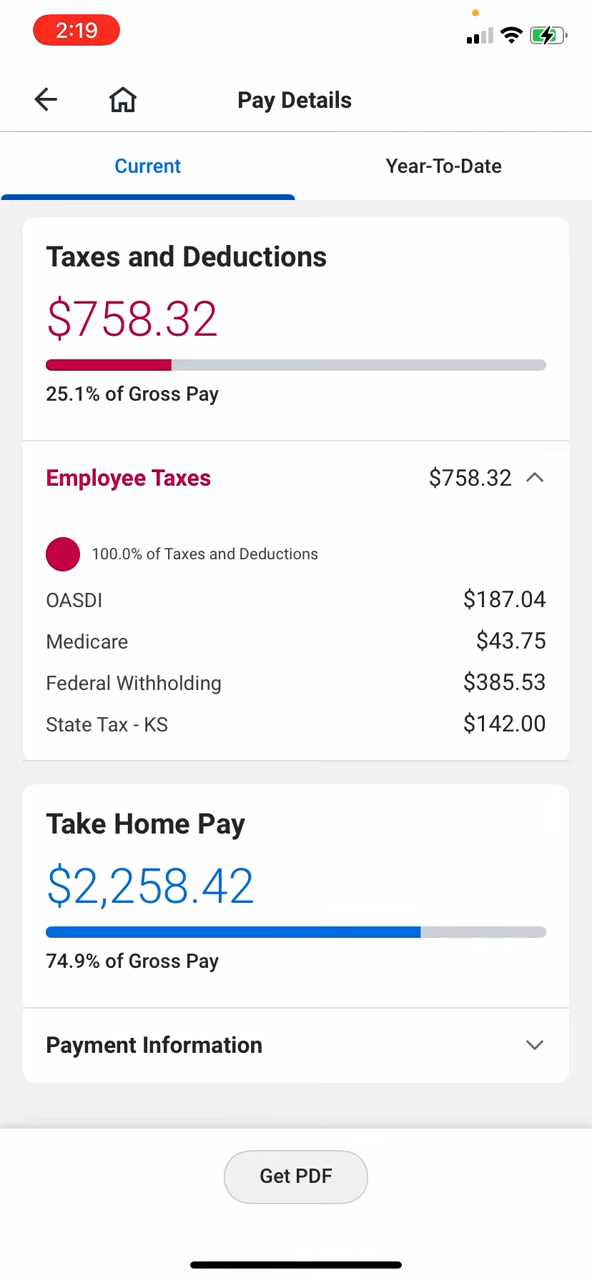 2:19
Pay Details
Current Year-To-Date
Taxes and Deductions
$758.32
25.1% of Gross Pay
Employee Taxes $758.32
100.0% of Taxes and Deductions
OASDI $187.04
Medicare $43.75
Federal Withholding $385.53
State Tax - KS $142.00
Take Home Pay
$2,258.42
74.9% of Gross Pay
Payment Information
Get PDF